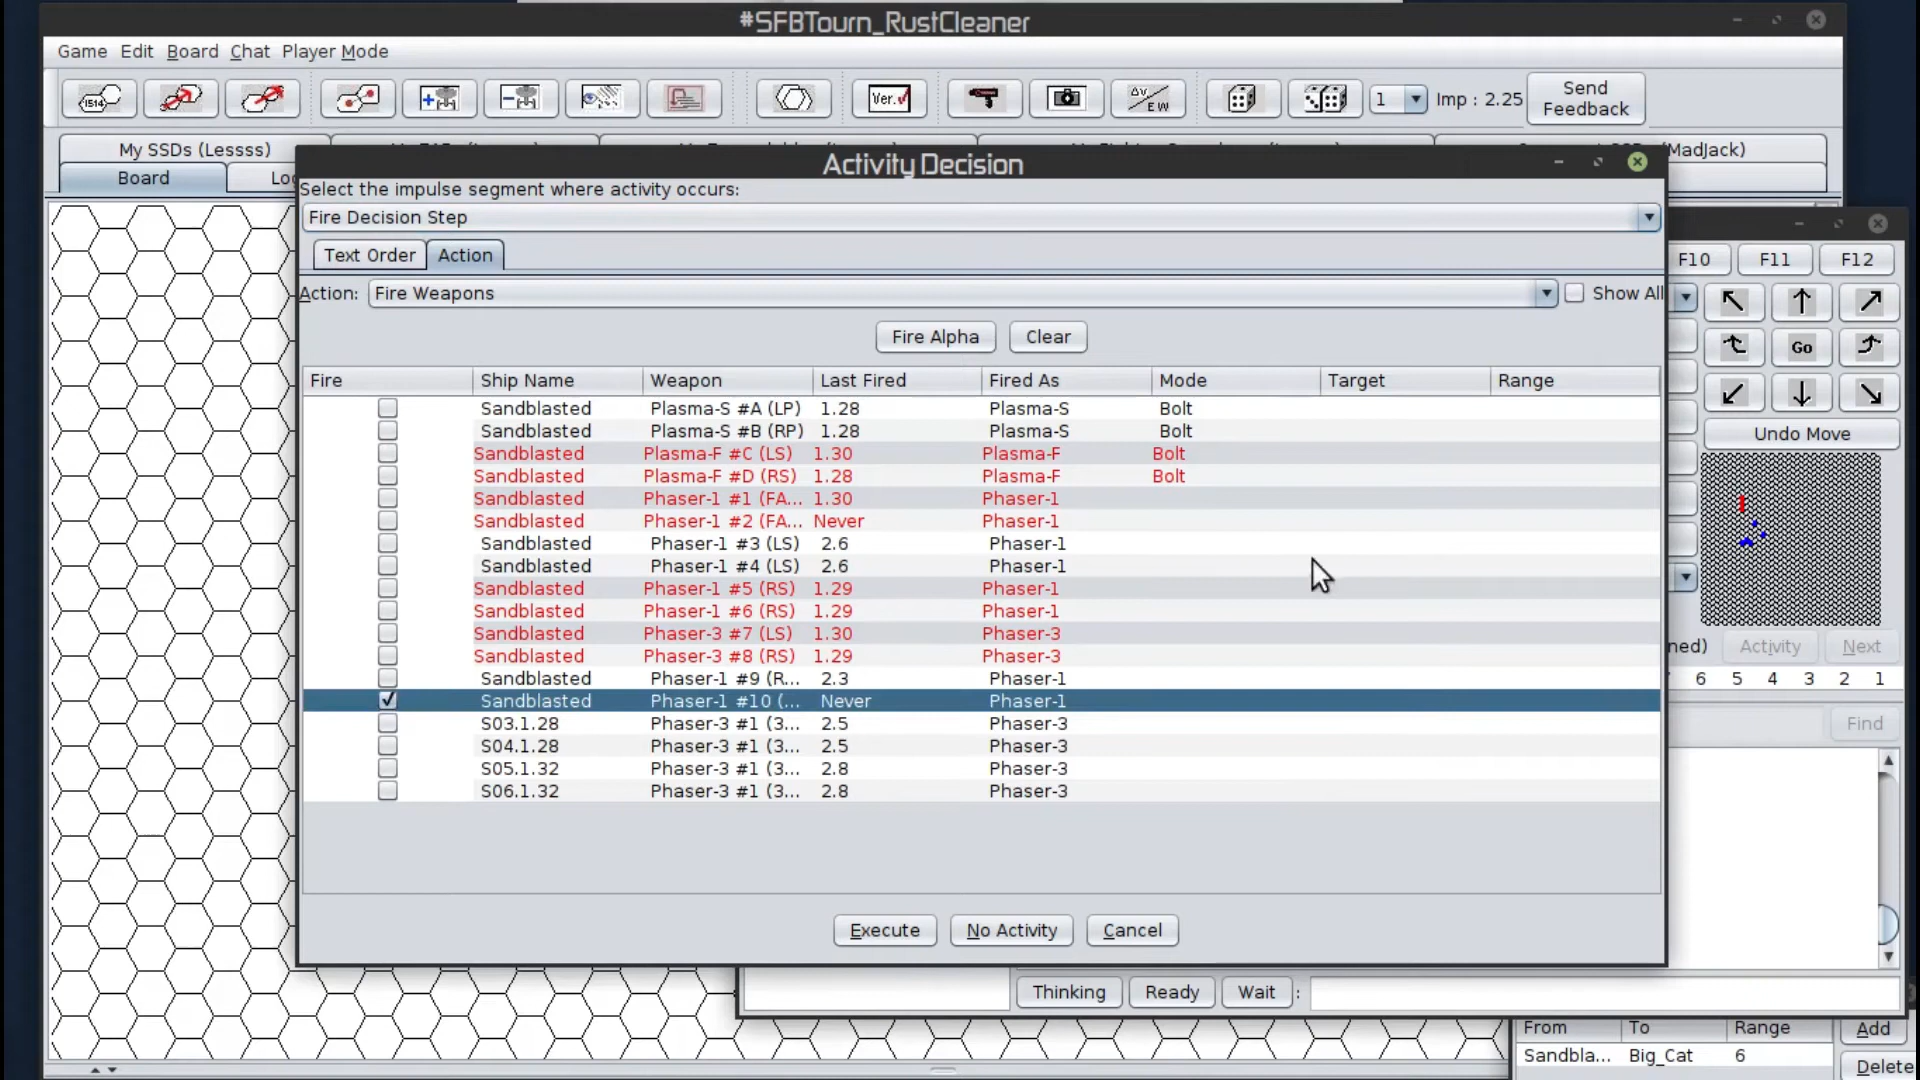 #SFBTourn_RustCleaner
Game Edit Board Chat Player Mode
1514 Ver. ΔV EW 1 Imp : 2.25 Send Feedback
My SSDs (Lessss) (MadJack)
Board
Activity Decision
Select the impulse segment where activity occurs:
Fire Decision Step
Text Order Action
Action: Fire Weapons Show All
Fire Alpha Clear
Fire Ship Name Weapon Last Fired Fired As Mode Target Range
Sandblasted Plasma-S #A (LP) 1.28 Plasma-S Bolt
Sandblasted Plasma-S #B (RP) 1.28 Plasma-S Bolt
Sandblasted Plasma-F #C (LS) 1.30 Plasma-F Bolt
Sandblasted Plasma-F #D (RS) 1.28 Plasma-F Bolt
Sandblasted Phaser-1 #1 (FA... 1.30 Phaser-1
Sandblasted Phaser-1 #2 (FA... Never Phaser-1
Sandblasted Phaser-1 #3 (LS) 2.6 Phaser-1
Sandblasted Phaser-1 #4 (LS) 2.6 Phaser-1
Sandblasted Phaser-1 #5 (RS) 1.29 Phaser-1
Sandblasted Phaser-1 #6 (RS) 1.29 Phaser-1
Sandblasted Phaser-3 #7 (LS) 1.30 Phaser-3
Sandblasted Phaser-3 #8 (RS) 1.29 Phaser-3
Sandblasted Phaser-1 #9 (R... 2.3 Phaser-1
Sandblasted Phaser-1 #10 (... Never Phaser-1
S03.1.28 Phaser-3 #1 (3... 2.5 Phaser-3
S04.1.28 Phaser-3 #1 (3... 2.5 Phaser-3
S05.1.32 Phaser-3 #1 (3... 2.8 Phaser-3
S06.1.32 Phaser-3 #1 (3... 2.8 Phaser-3
Execute No Activity Cancel
F10 F11 F12
Go
Undo Move
ned) Activity Next
6 5 4 3 2 1
Find
Thinking Ready Wait :
From To Range Add
Sandbla... Big_Cat 6
Delete